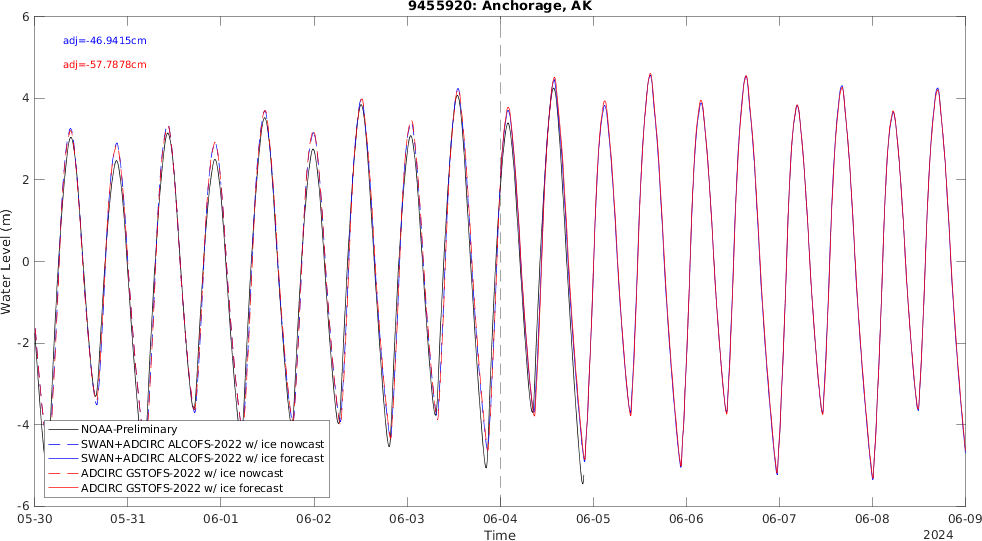 9455920: Anchorage, AK
adj=-46.9415cm
adj=-57.7878cm
Water Level (m)
6
4
2
0
-2
-4
-6
NOAA-Preliminary
SWAN+ADCIRC ALCOFS-2022 w/ ice nowcast
SWAN+ADCIRC ALCOFS-2022 w/ ice forecast
ADCIRC GSTOFS-2022 w/ ice nowcast
ADCIRC GSTOFS-2022 w/ ice forecast
05-30 05-31 06-01 06-02 06-03 06-04 06-05 06-06 06-07 06-08 06-09
Time
2024